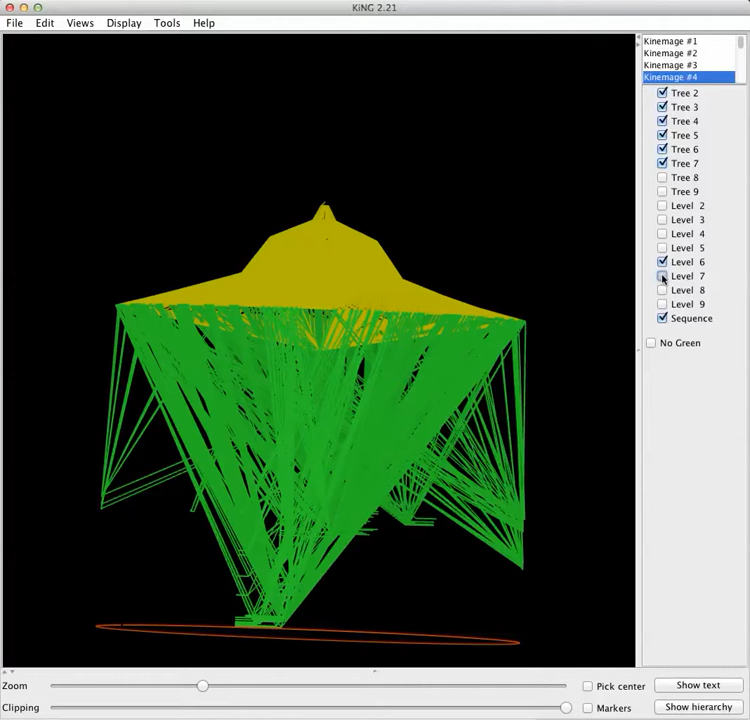 KiNG 2.21
File Edit Views Display Tools Help
Kinemage #1
Kinemage #2
Kinemage #3
Kinemage #4
Tree 2
Tree 3
Tree 4
Tree 5
Tree 6
Tree 7
Tree 8
Tree 9
Level 2
Level 3
Level 4
Level 5
Level 6
Level 7
Level 8
Level 9
Sequence
No Green
Zoom Pick center Show text
Clipping Markers Show hierarchy